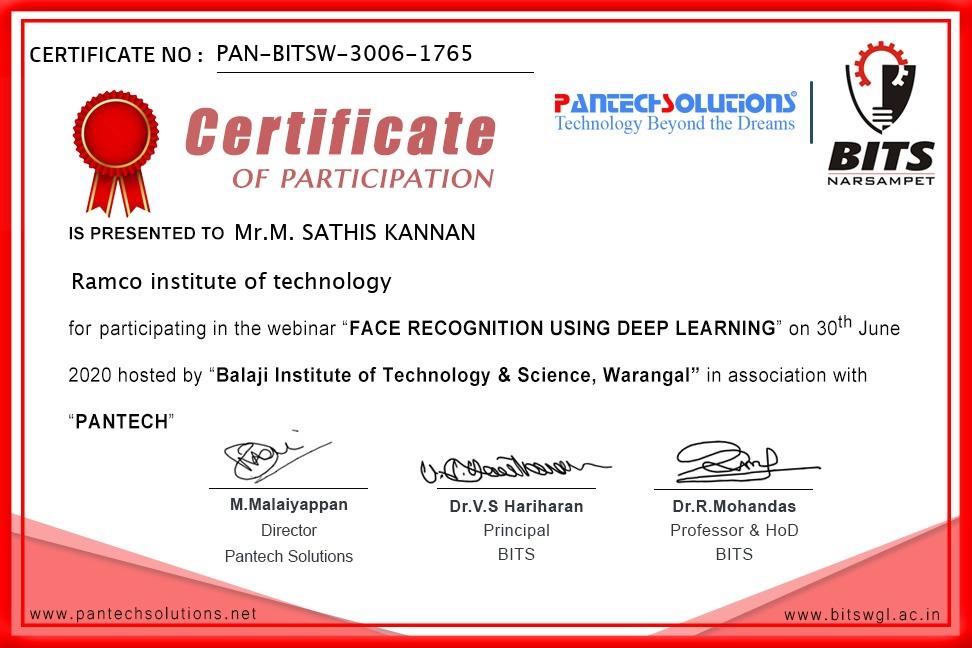 CERTIFICATE NO : PAN-BITSW-3006-1765
PANTECHSOLUTIONS®
Technology Beyond the Dreams
BITS
NARSAMPET
Certificate
OF PARTICIPATION
IS PRESENTED TO Mr.M. SATHIS KANNAN
Ramco institute of technology
for participating in the webinar “FACE RECOGNITION USING DEEP LEARNING” on 30th June
2020 hosted by “Balaji Institute of Technology & Science, Warangal” in association with
“PANTECH”
M.Malaiyappan
Director
Pantech Solutions
Dr.V.S Hariharan
Principal
BITS
Dr.R.Mohandas
Professor & HoD
BITS
www.pantechsolutions.net
www.bitswgl.ac.in